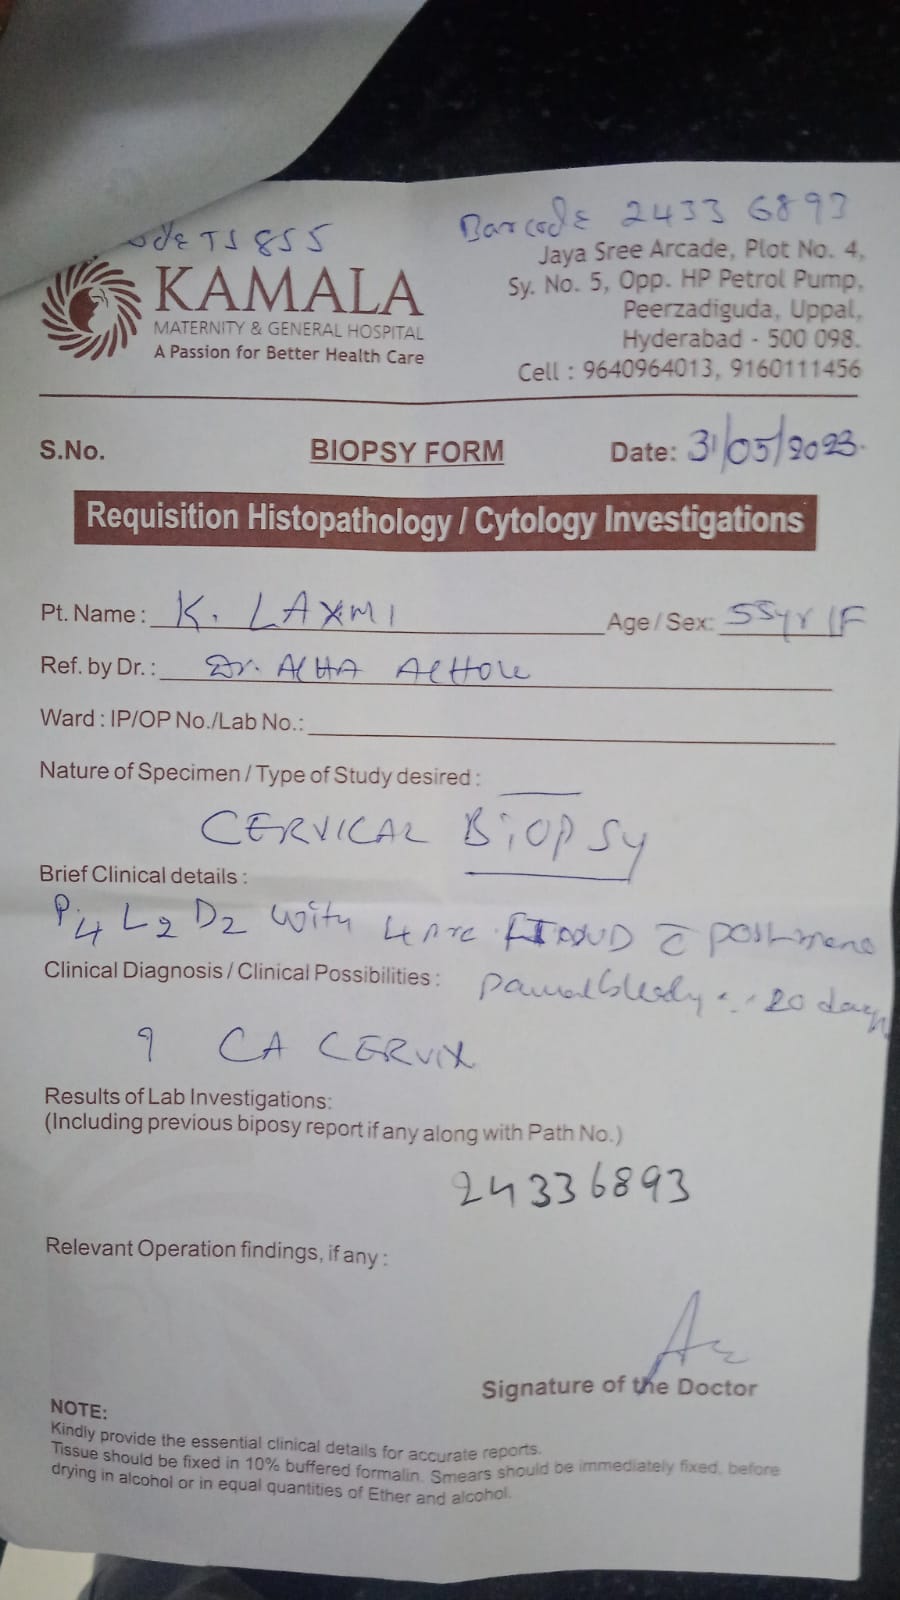 TS 855
Barcode 2433 6893
KAMALA
MATERNITY & GENERAL HOSPITAL
A Passion for Better Health Care
Jaya Sree Arcade, Plot No. 4,
Sy. No. 5, Opp. HP Petrol Pump,
Peerzadiguda, Uppal,
Hyderabad - 500 098.
Cell : 9640964013, 9160111456
S.No. BIOPSY FORM Date: 31/05/2023.
Requisition Histopathology / Cytology Investigations
Pt. Name : K. LAXMI Age / Sex: 55yr / F
Ref. by Dr. : Dr.
Ward : IP/OP No./Lab No.:
Nature of Specimen / Type of Study desired :
CERVICAL BiOPSy
Brief Clinical details :
P4 L2 D2 with postmeno
Clinical Diagnosis / Clinical Possibilities : 20 days
? CA CERVIX
Results of Lab Investigations:
(Including previous biposy report if any along with Path No.)
24336893
Relevant Operation findings, if any :
Signature of the Doctor
NOTE:
Kindly provide the essential clinical details for accurate reports.
Tissue should be fixed in 10% buffered formalin. Smears should be immediately fixed, before
drying in alcohol or in equal quantities of Ether and alcohol.